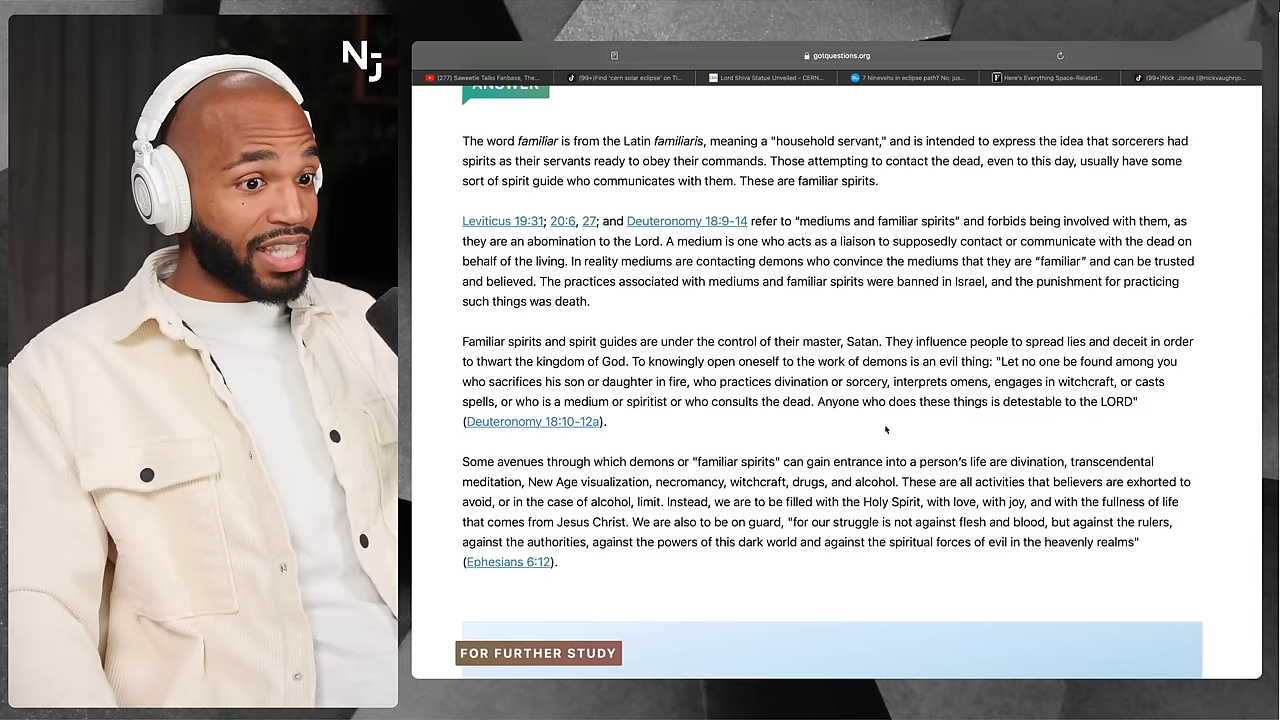 NJ
gotquestions.org
(277) Saweetie Talks Fanbase, The...
(99+)Find 'cern solar eclipse' on Ti...
Lord Shiva Statue Unveiled - CERN...
7 Ninevehs in eclipse path? No, jus...
Here's Everything Space-Related...
(99+)Nick Jones (@nickvaughnjo...
ANSWER
The word familiar is from the Latin familiaris, meaning a "household servant," and is intended to express the idea that sorcerers had
spirits as their servants ready to obey their commands. Those attempting to contact the dead, even to this day, usually have some
sort of spirit guide who communicates with them. These are familiar spirits.
Leviticus 19:31; 20:6, 27; and Deuteronomy 18:9-14 refer to “mediums and familiar spirits” and forbids being involved with them, as
they are an abomination to the Lord. A medium is one who acts as a liaison to supposedly contact or communicate with the dead on
behalf of the living. In reality mediums are contacting demons who convince the mediums that they are “familiar” and can be trusted
and believed. The practices associated with mediums and familiar spirits were banned in Israel, and the punishment for practicing
such things was death.
Familiar spirits and spirit guides are under the control of their master, Satan. They influence people to spread lies and deceit in order
to thwart the kingdom of God. To knowingly open oneself to the work of demons is an evil thing: "Let no one be found among you
who sacrifices his son or daughter in fire, who practices divination or sorcery, interprets omens, engages in witchcraft, or casts
spells, or who is a medium or spiritist or who consults the dead. Anyone who does these things is detestable to the LORD"
(Deuteronomy 18:10-12a).
Some avenues through which demons or "familiar spirits" can gain entrance into a person’s life are divination, transcendental
meditation, New Age visualization, necromancy, witchcraft, drugs, and alcohol. These are all activities that believers are exhorted to
avoid, or in the case of alcohol, limit. Instead, we are to be filled with the Holy Spirit, with love, with joy, and with the fullness of life
that comes from Jesus Christ. We are also to be on guard, "for our struggle is not against flesh and blood, but against the rulers,
against the authorities, against the powers of this dark world and against the spiritual forces of evil in the heavenly realms"
(Ephesians 6:12).
FOR FURTHER STUDY